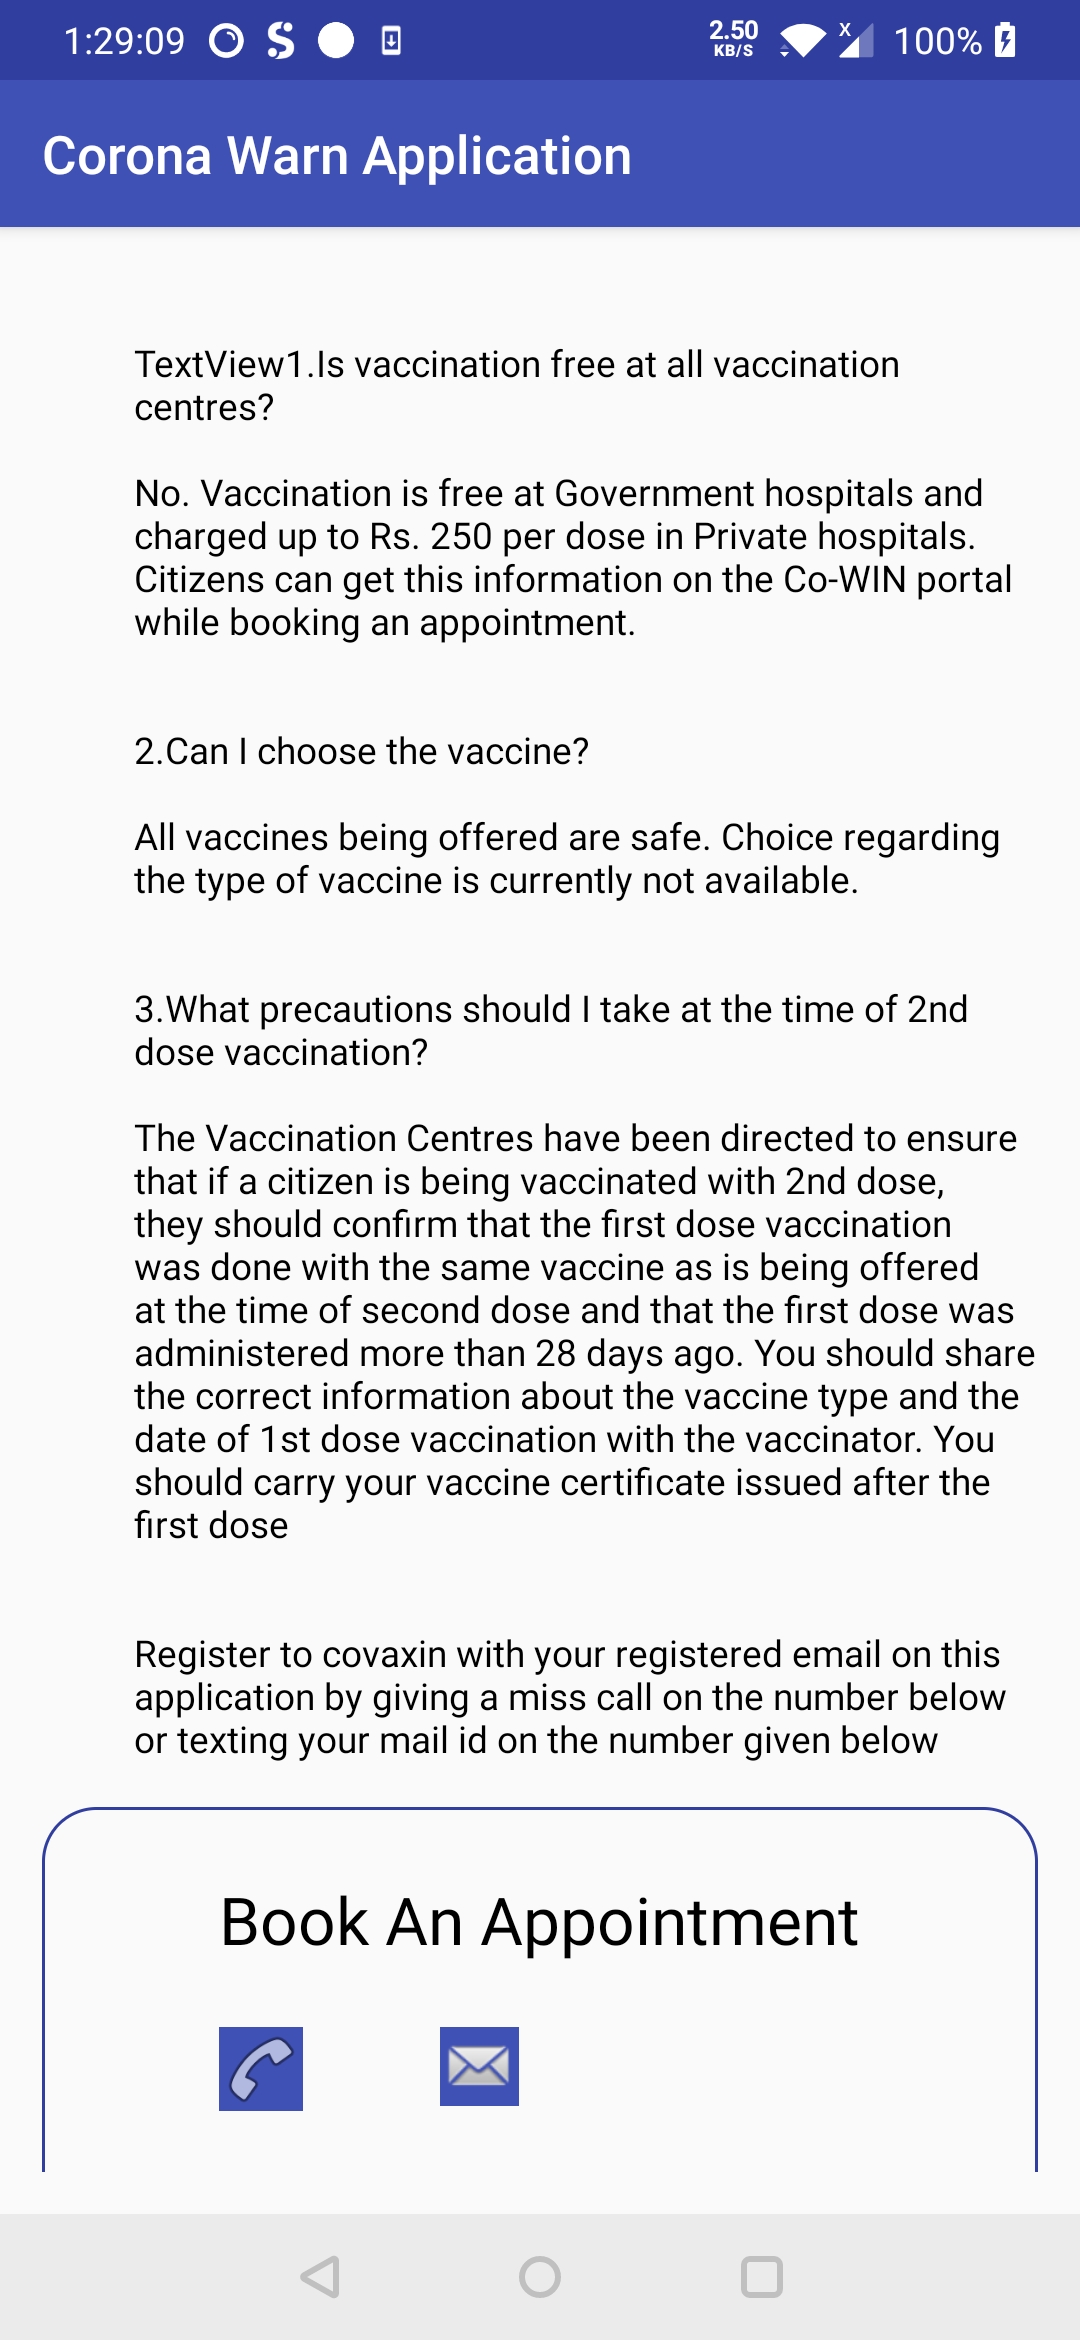 1:29:09
2.50
KB/S
X
100%
Corona Warn Application
TextView1.Is vaccination free at all vaccination
centres?
No. Vaccination is free at Government hospitals and
charged up to Rs. 250 per dose in Private hospitals.
Citizens can get this information on the Co-WIN portal
while booking an appointment.
2.Can I choose the vaccine?
All vaccines being offered are safe. Choice regarding
the type of vaccine is currently not available.
3.What precautions should I take at the time of 2nd
dose vaccination?
The Vaccination Centres have been directed to ensure
that if a citizen is being vaccinated with 2nd dose,
they should confirm that the first dose vaccination
was done with the same vaccine as is being offered
at the time of second dose and that the first dose was
administered more than 28 days ago. You should share
the correct information about the vaccine type and the
date of 1st dose vaccination with the vaccinator. You
should carry your vaccine certificate issued after the
first dose
Register to covaxin with your registered email on this
application by giving a miss call on the number below
or texting your mail id on the number given below
Book An Appointment